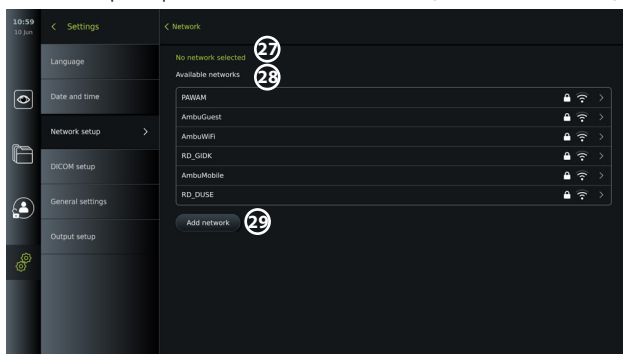 10:59
10 Jun
< Settings
< Network
Language
Date and time
Network setup >
DICOM setup
General settings
Output setup
No network selected 27
Available networks 28
PAWAM >
AmbuGuest >
AmbuWiFi >
RD_GIDK >
AmbuMobile >
RD_DUSE >
Add network 29